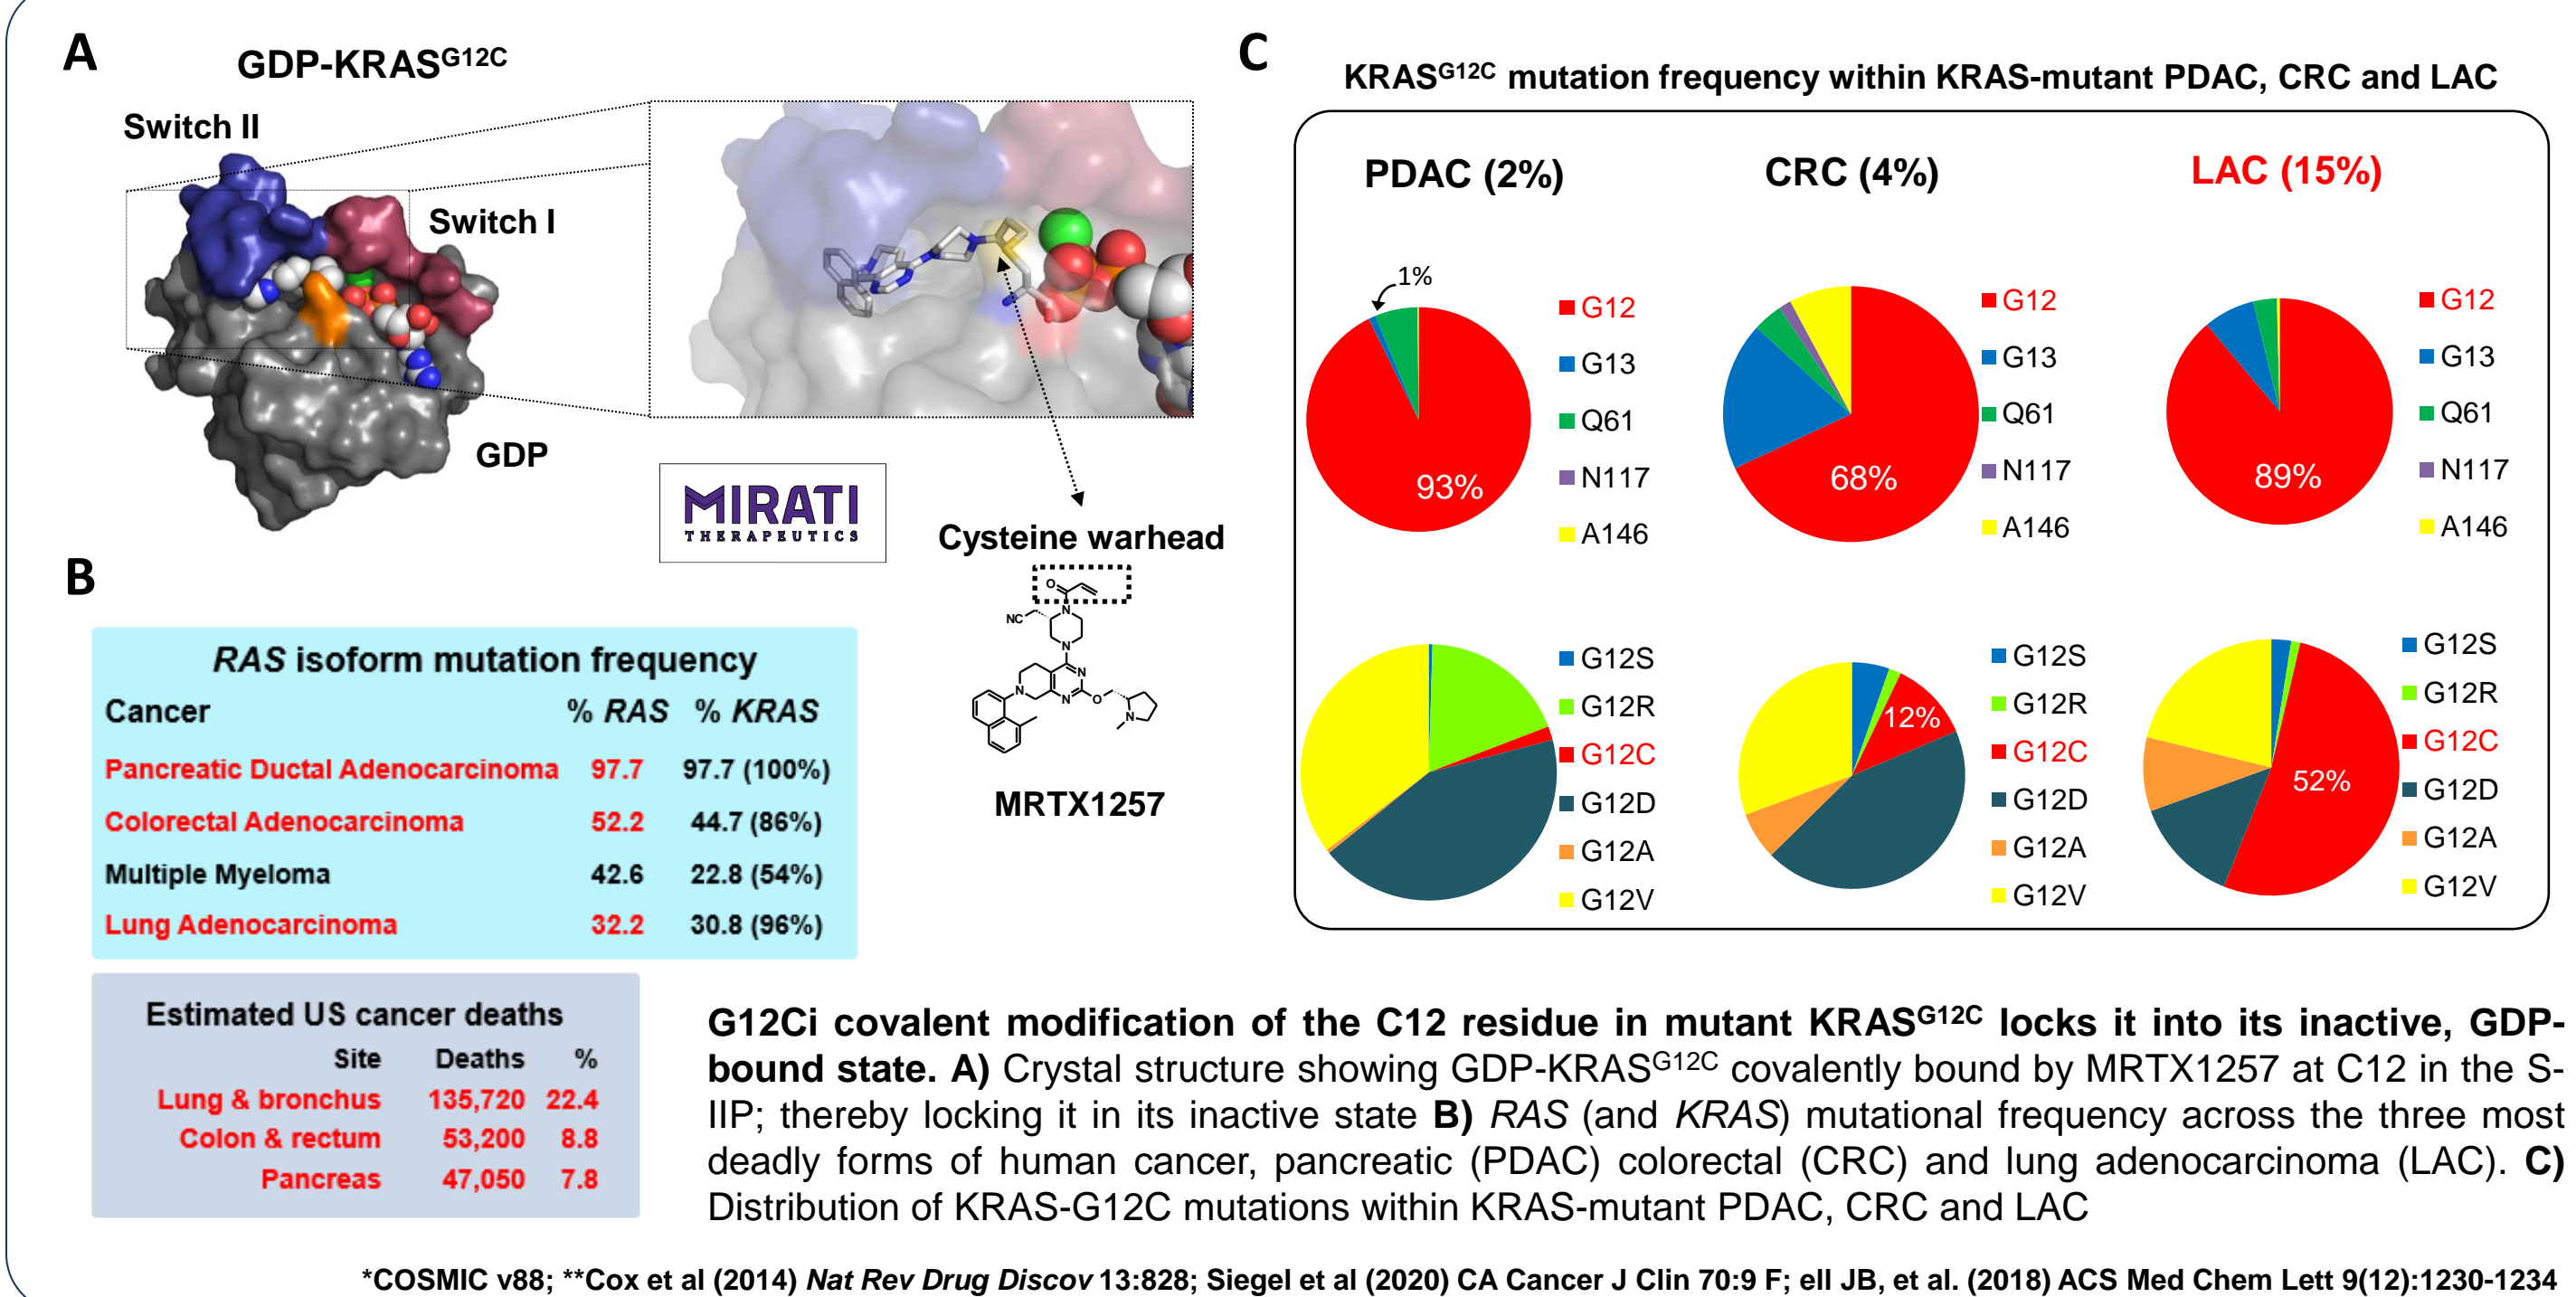 A
GDP-KRASG12C
Switch II
Switch I
GDP
MIRATI
THERAPEUTICS
Cysteine warhead
O
N
NC
N
N
N
N
O
N
MRTX1257
B
RAS isoform mutation frequency
Cancer % RAS % KRAS
Pancreatic Ductal Adenocarcinoma 97.7 97.7 (100%)
Colorectal Adenocarcinoma 52.2 44.7 (86%)
Multiple Myeloma 42.6 22.8 (54%)
Lung Adenocarcinoma 32.2 30.8 (96%)
Estimated US cancer deaths
Site Deaths %
Lung & bronchus 135,720 22.4
Colon & rectum 53,200 8.8
Pancreas 47,050 7.8
C
KRASG12C mutation frequency within KRAS-mutant PDAC, CRC and LAC
PDAC (2%)
1%
93%
G12
G13
Q61
N117
A146
CRC (4%)
68%
G12
G13
Q61
N117
A146
LAC (15%)
89%
G12
G13
Q61
N117
A146
G12S
G12R
G12C
G12D
G12A
G12V
12%
G12S
G12R
G12C
G12D
G12A
G12V
52%
G12S
G12R
G12C
G12D
G12A
G12V
G12Ci covalent modification of the C12 residue in mutant KRASG12C locks it into its inactive, GDP-
bound state. A) Crystal structure showing GDP-KRASG12C covalently bound by MRTX1257 at C12 in the S-
IIP; thereby locking it in its inactive state B) RAS (and KRAS) mutational frequency across the three most
deadly forms of human cancer, pancreatic (PDAC) colorectal (CRC) and lung adenocarcinoma (LAC). C)
Distribution of KRAS-G12C mutations within KRAS-mutant PDAC, CRC and LAC
*COSMIC v88; **Cox et al (2014) Nat Rev Drug Discov 13:828; Siegel et al (2020) CA Cancer J Clin 70:9 F; ell JB, et al. (2018) ACS Med Chem Lett 9(12):1230-1234